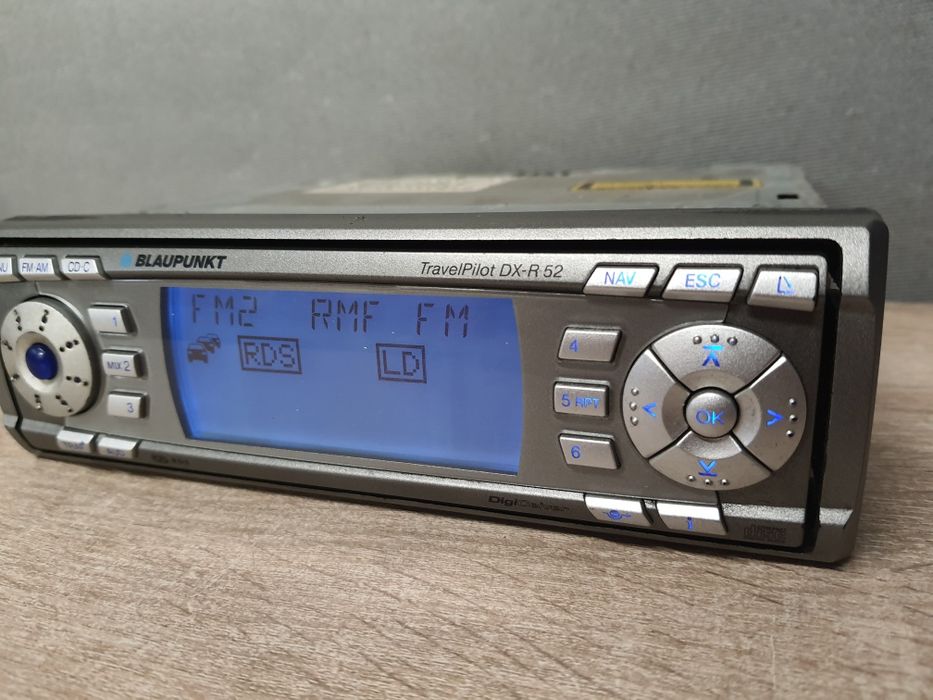 BLAUPUNKT
TravelPilot DX-R 52
FM·AM
CD·C
NAV
ESC
FM2 RMF FM
RDS LD
1
MIX 2
3
4
5 RPT
6
OK
DigiCeiver
i